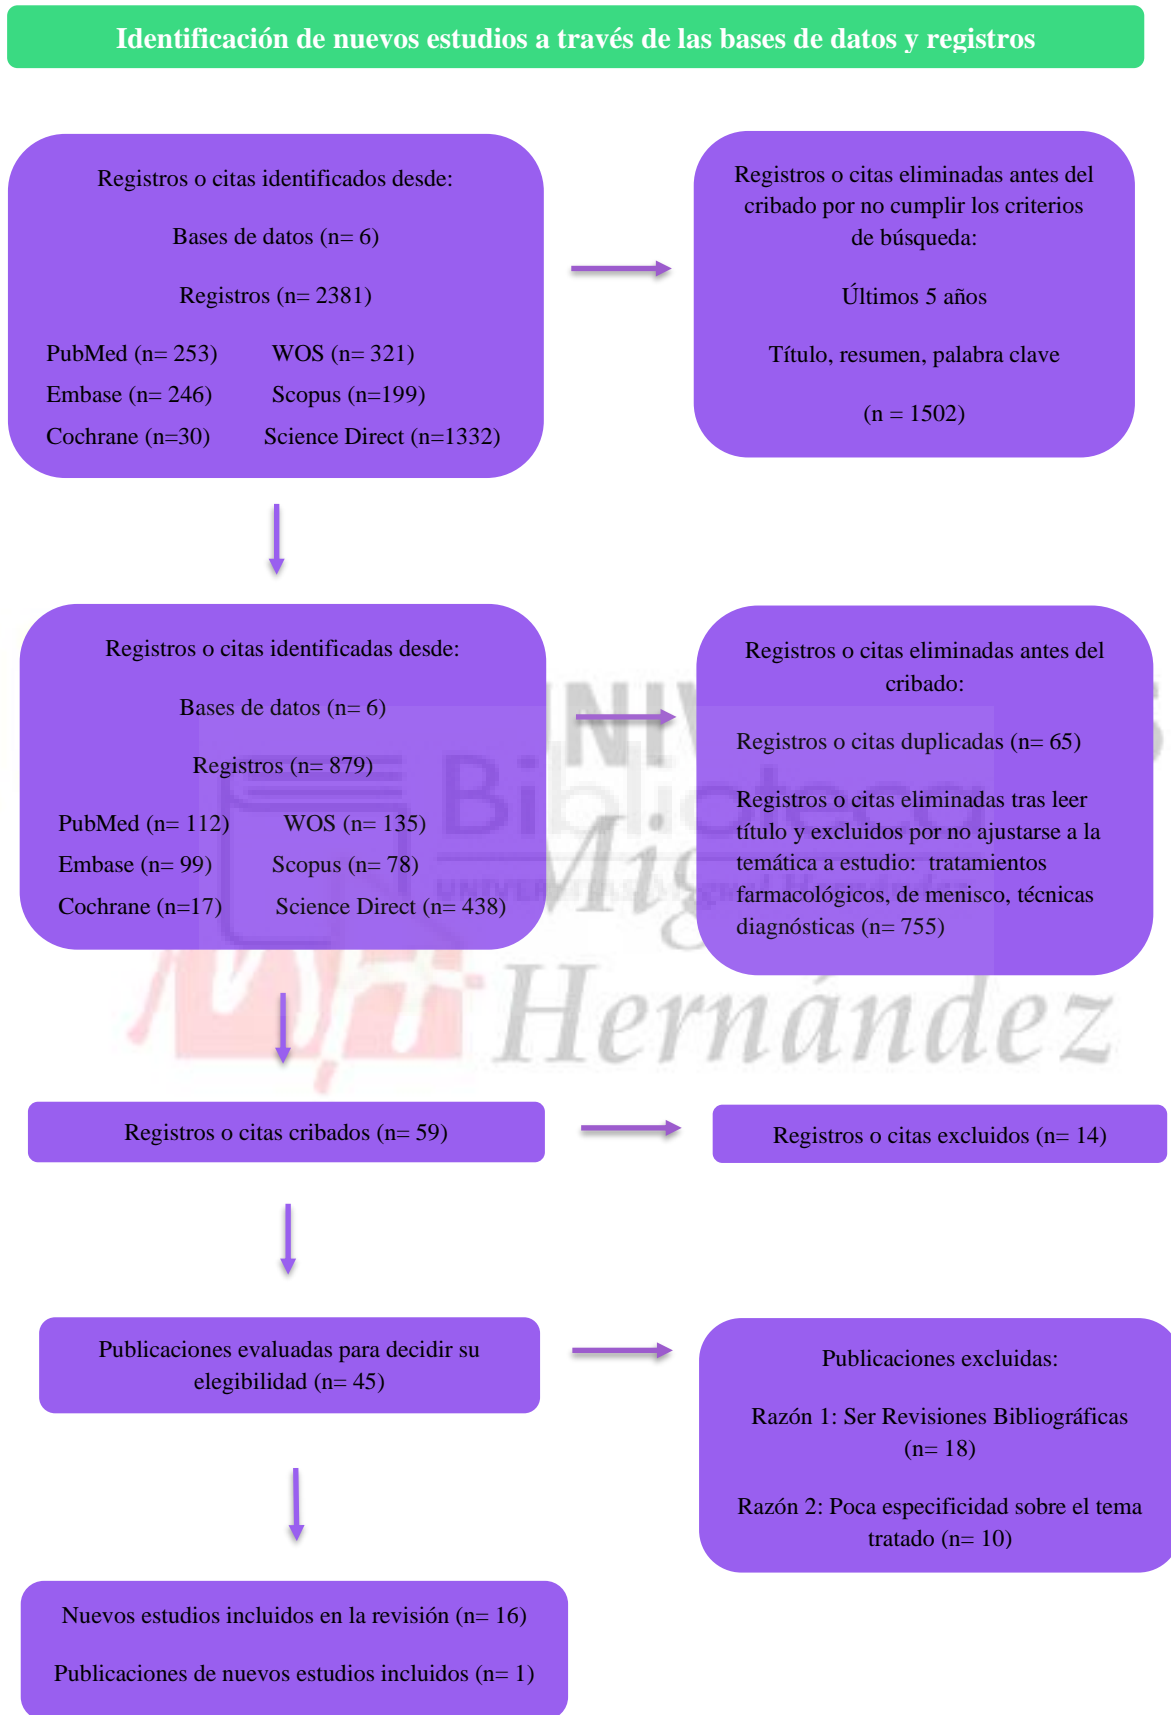 Identificación de nuevos estudios a través de las bases de datos y registros
Registros o citas identificados desde:
Bases de datos (n= 6)
Registros (n= 2381)
PubMed (n= 253) WOS (n= 321)
Embase (n= 246) Scopus (n=199)
Cochrane (n=30) Science Direct (n=1332)
Registros o citas eliminadas antes del
cribado por no cumplir los criterios
de búsqueda:
Últimos 5 años
Título, resumen, palabra clave
(n = 1502)
Registros o citas identificadas desde:
Bases de datos (n= 6)
Registros (n= 879)
PubMed (n= 112) WOS (n= 135)
Embase (n= 99) Scopus (n= 78)
Cochrane (n=17) Science Direct (n= 438)
Registros o citas eliminadas antes del
cribado:
Registros o citas duplicadas (n= 65)
Registros o citas eliminadas tras leer
título y excluidos por no ajustarse a la
temática a estudio: tratamientos
farmacológicos, de menisco, técnicas
diagnósticas (n= 755)
Biblioteca
Miguel
Hernández
Registros o citas cribados (n= 59)
Registros o citas excluidos (n= 14)
Publicaciones evaluadas para decidir su
elegibilidad (n= 45)
Publicaciones excluidas:
Razón 1: Ser Revisiones Bibliográficas
(n= 18)
Razón 2: Poca especificidad sobre el tema
tratado (n= 10)
Nuevos estudios incluidos en la revisión (n= 16)
Publicaciones de nuevos estudios incluidos (n= 1)